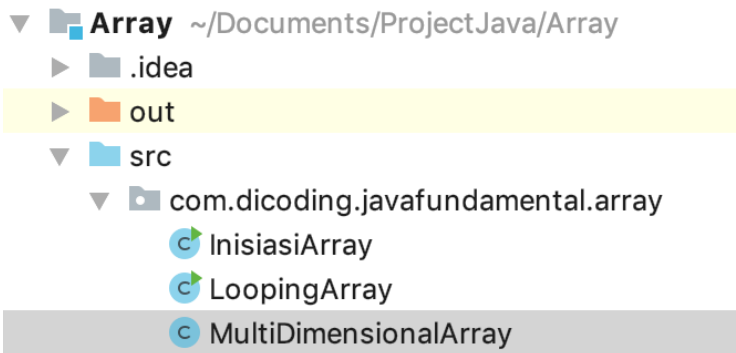 Array ~/Documents/ProjectJava/Array
.idea
out
src
com.dicoding.javafundamental.array
C InisiasiArray
C LoopingArray
C MultiDimensionalArray